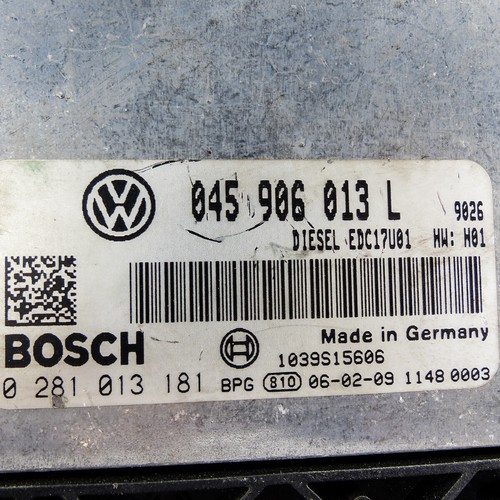 045 906 013 L 9026
DIESEL EDC17U01 HW: H01
BOSCH Made in Germany
1039S15606
0 281 013 181 BPG 810 06-02-09 1148 0003